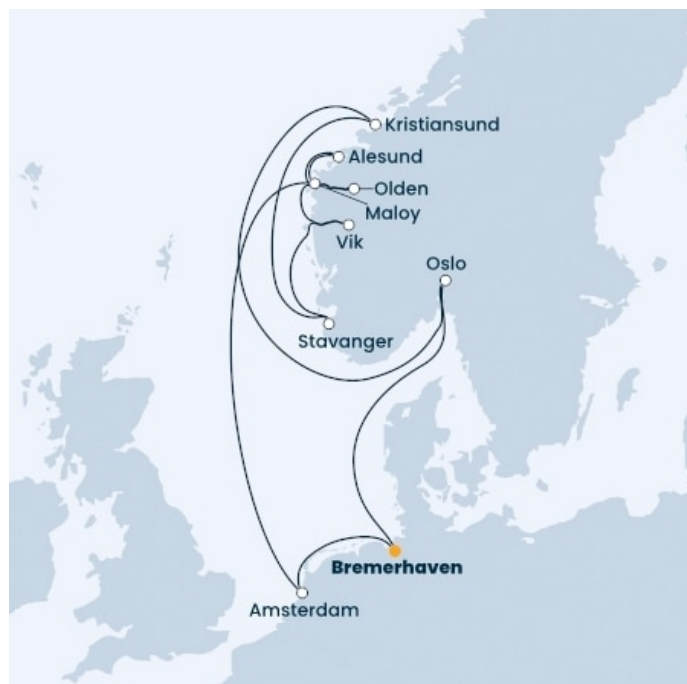 Kristiansund
Alesund
Olden
Maloy
Vik
Oslo
Stavanger
Bremerhaven
Amsterdam